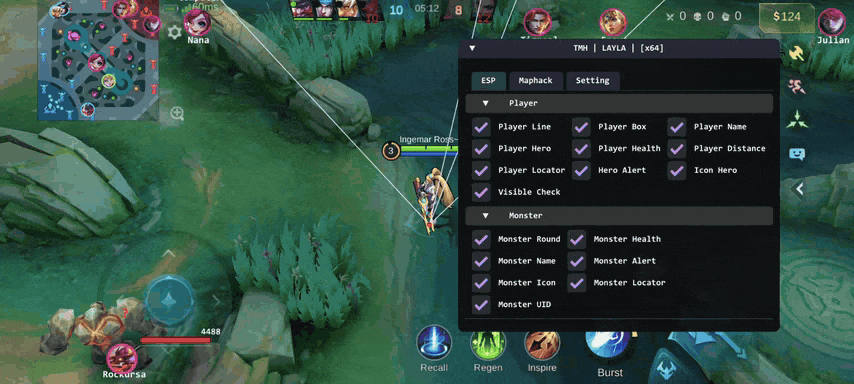 60ms
Nana
10 05:12 8
0 0 0 $124
Julian
TMH | LAYLA | [x64]
ESP Maphack Setting
Player
Player Line Player Box Player Name
Player Hero Player Health Player Distance
Player Locator Hero Alert Icon Hero
Visible Check
Monster
Monster Round Monster Health
Monster Name Monster Alert
Monster Icon Monster Locator
Monster UID
3 Ingemar Ross~
4488
Rockursa
Recall Regen Inspire Burst